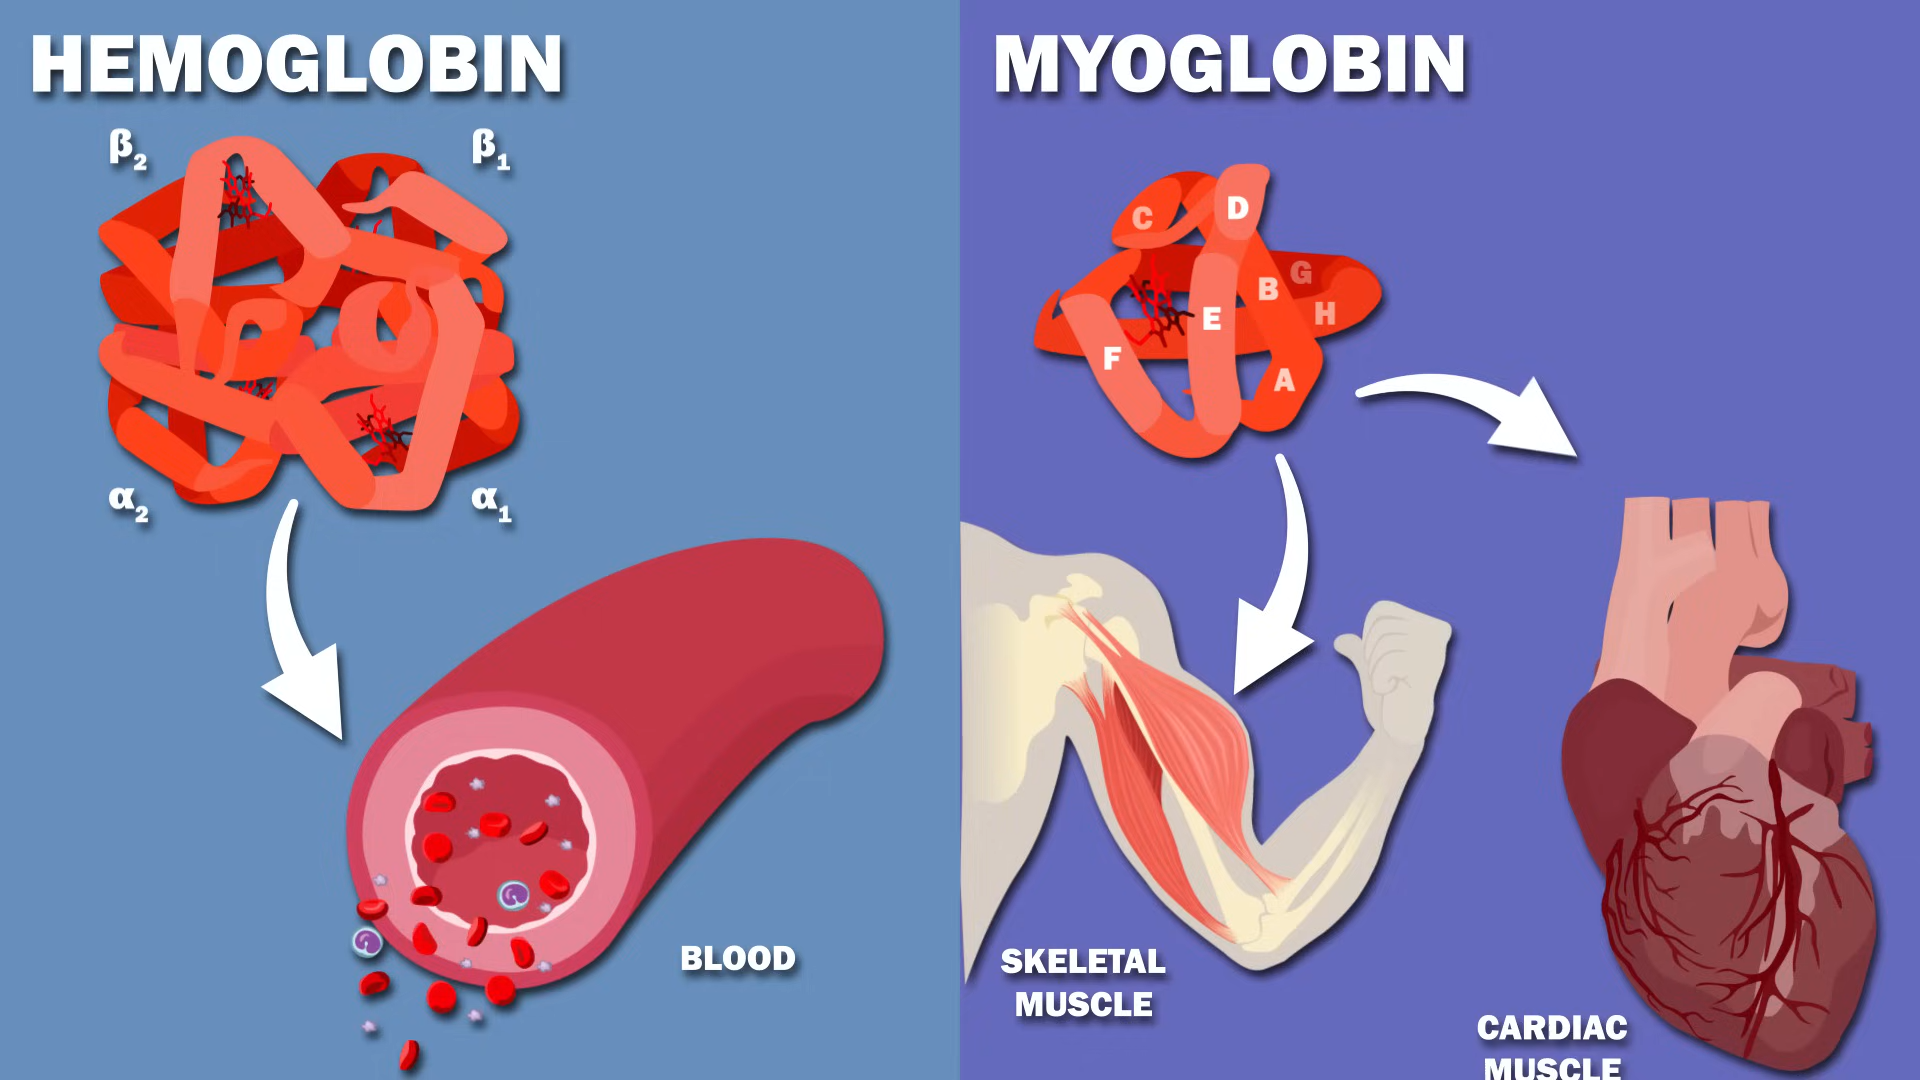 HEMOGLOBIN
β2
β1
α2
α1
BLOOD
MYOGLOBIN
C
D
G
B
H
E
F
A
SKELETAL
MUSCLE
CARDIAC
MUSCLE